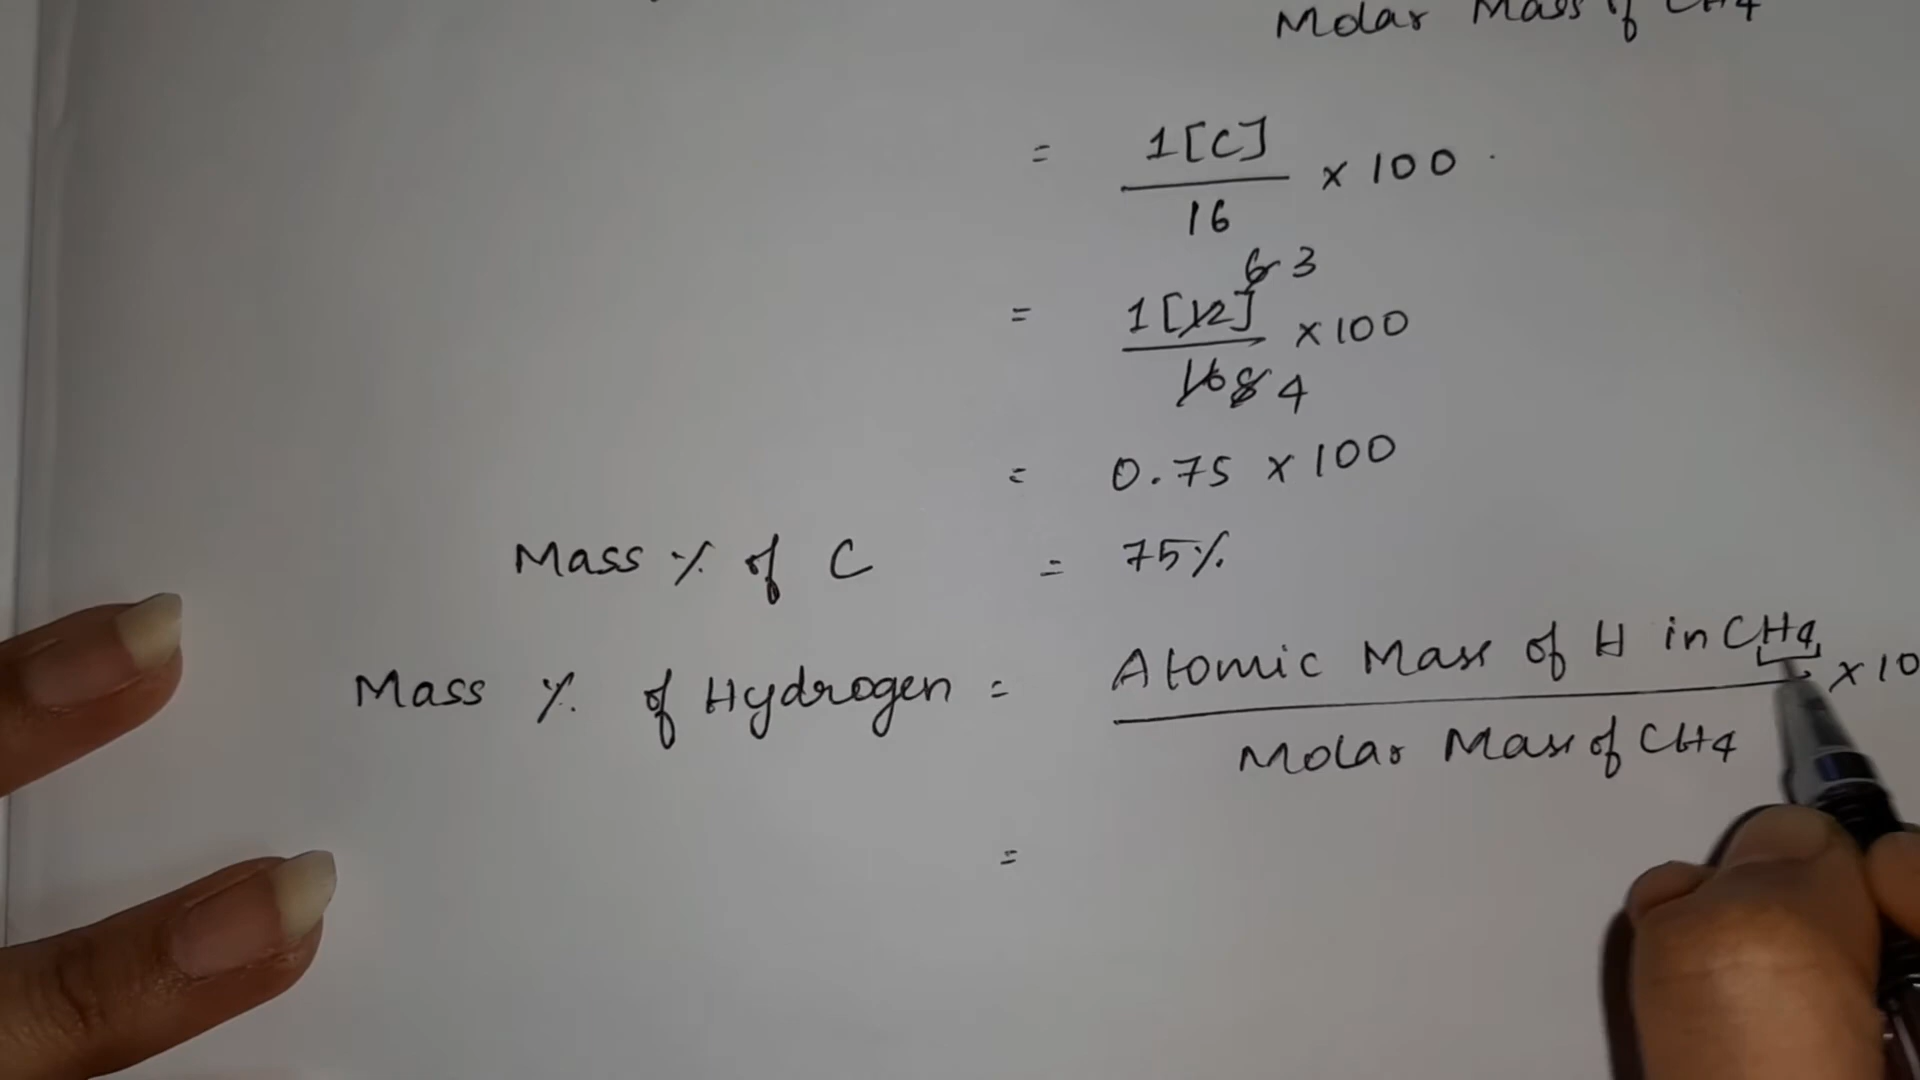 Molar Mass of CH4
= 1[C] / 16 x 100
6 3
= 1[12] / 16 8 4 x 100
= 0.75 x 100
Mass % of C = 75%
Mass % of Hydrogen = Atomic Mass of H in CH4 / Molar Mass of CH4 x 10
=